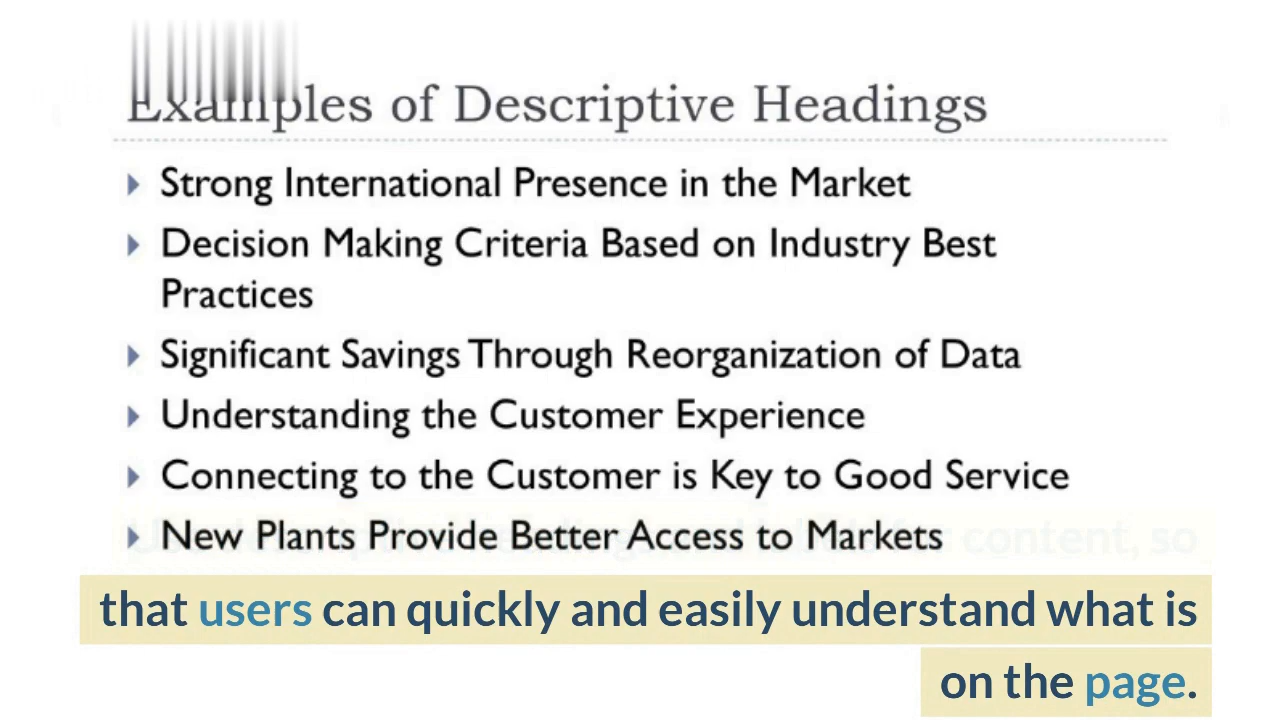 Examples of Descriptive Headings
Strong International Presence in the Market
Decision Making Criteria Based on Industry Best
Practices
Significant Savings Through Reorganization of Data
Understanding the Customer Experience
Connecting to the Customer is Key to Good Service
New Plants Provide Better Access to Markets
content, so
that users can quickly and easily understand what is
on the page.